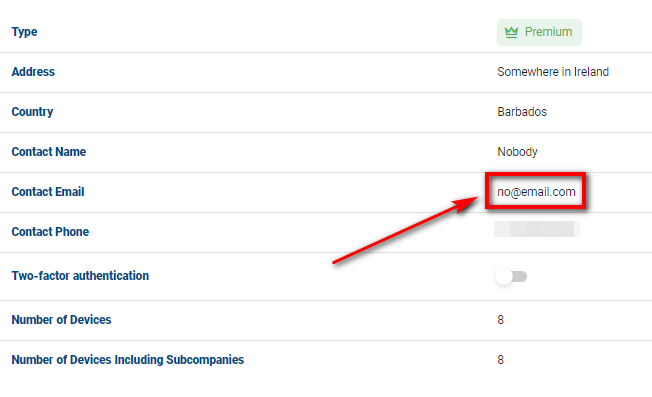 Type Premium
Address Somewhere in Ireland
Country Barbados
Contact Name Nobody
Contact Email no@email.com
Contact Phone
Two-factor authentication
Number of Devices 8
Number of Devices Including Subcompanies 8